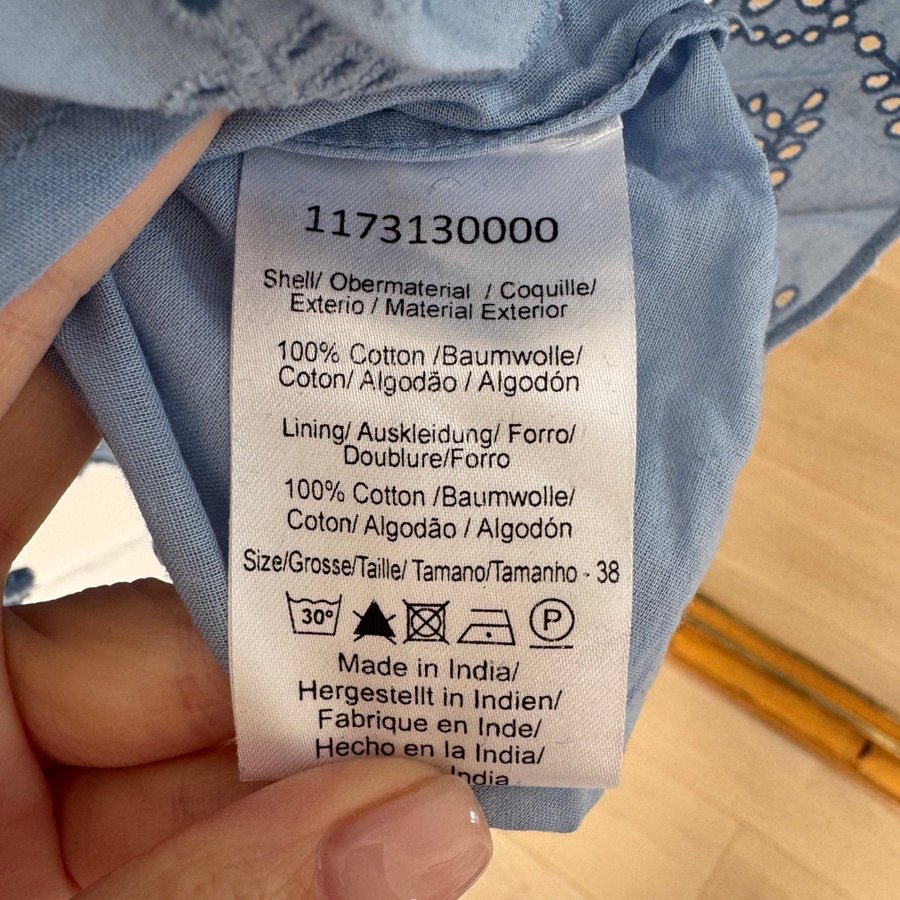 1173130000
Shell/ Obermaterial / Coquille/
Exterio / Material Exterior
100% Cotton /Baumwolle/
Coton/ Algodão / Algodón
Lining/ Auskleidung/ Forro/
Doublure/Forro
100% Cotton /Baumwolle/
Coton/ Algodão / Algodón
Size/Grosse/Taille/ Tamano/Tamanho - 38
30° P
Made in India/
Hergestellt in Indien/
Fabrique en Inde/
Hecho en la India/
India